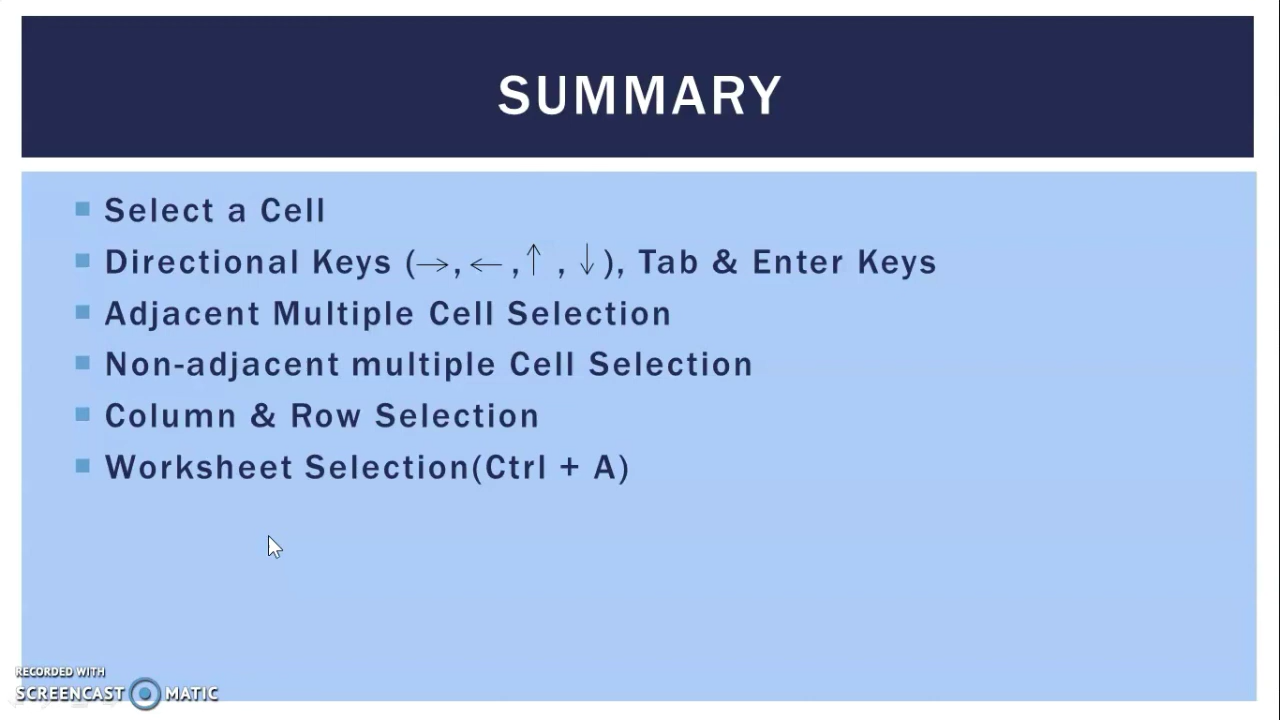 SUMMARY
Select a Cell
Directional Keys (→,← ,↑ , ↓), Tab & Enter Keys
Adjacent Multiple Cell Selection
Non-adjacent multiple Cell Selection
Column & Row Selection
Worksheet Selection(Ctrl + A)
RECORDED WITH
SCREENCAST MATIC